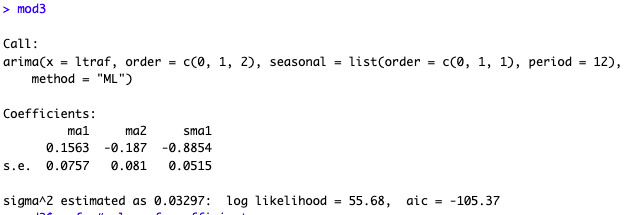 > mod3
Call:
arima(x = ltraf, order = c(0, 1, 2), seasonal = list(order = c(0, 1, 1), period = 12),
    method = "ML")
Coefficients:
         ma1     ma2     sma1
      0.1563  -0.187  -0.8854
s.e.  0.0757   0.081   0.0515
sigma^2 estimated as 0.03297:  log likelihood = 55.68,  aic = -105.37